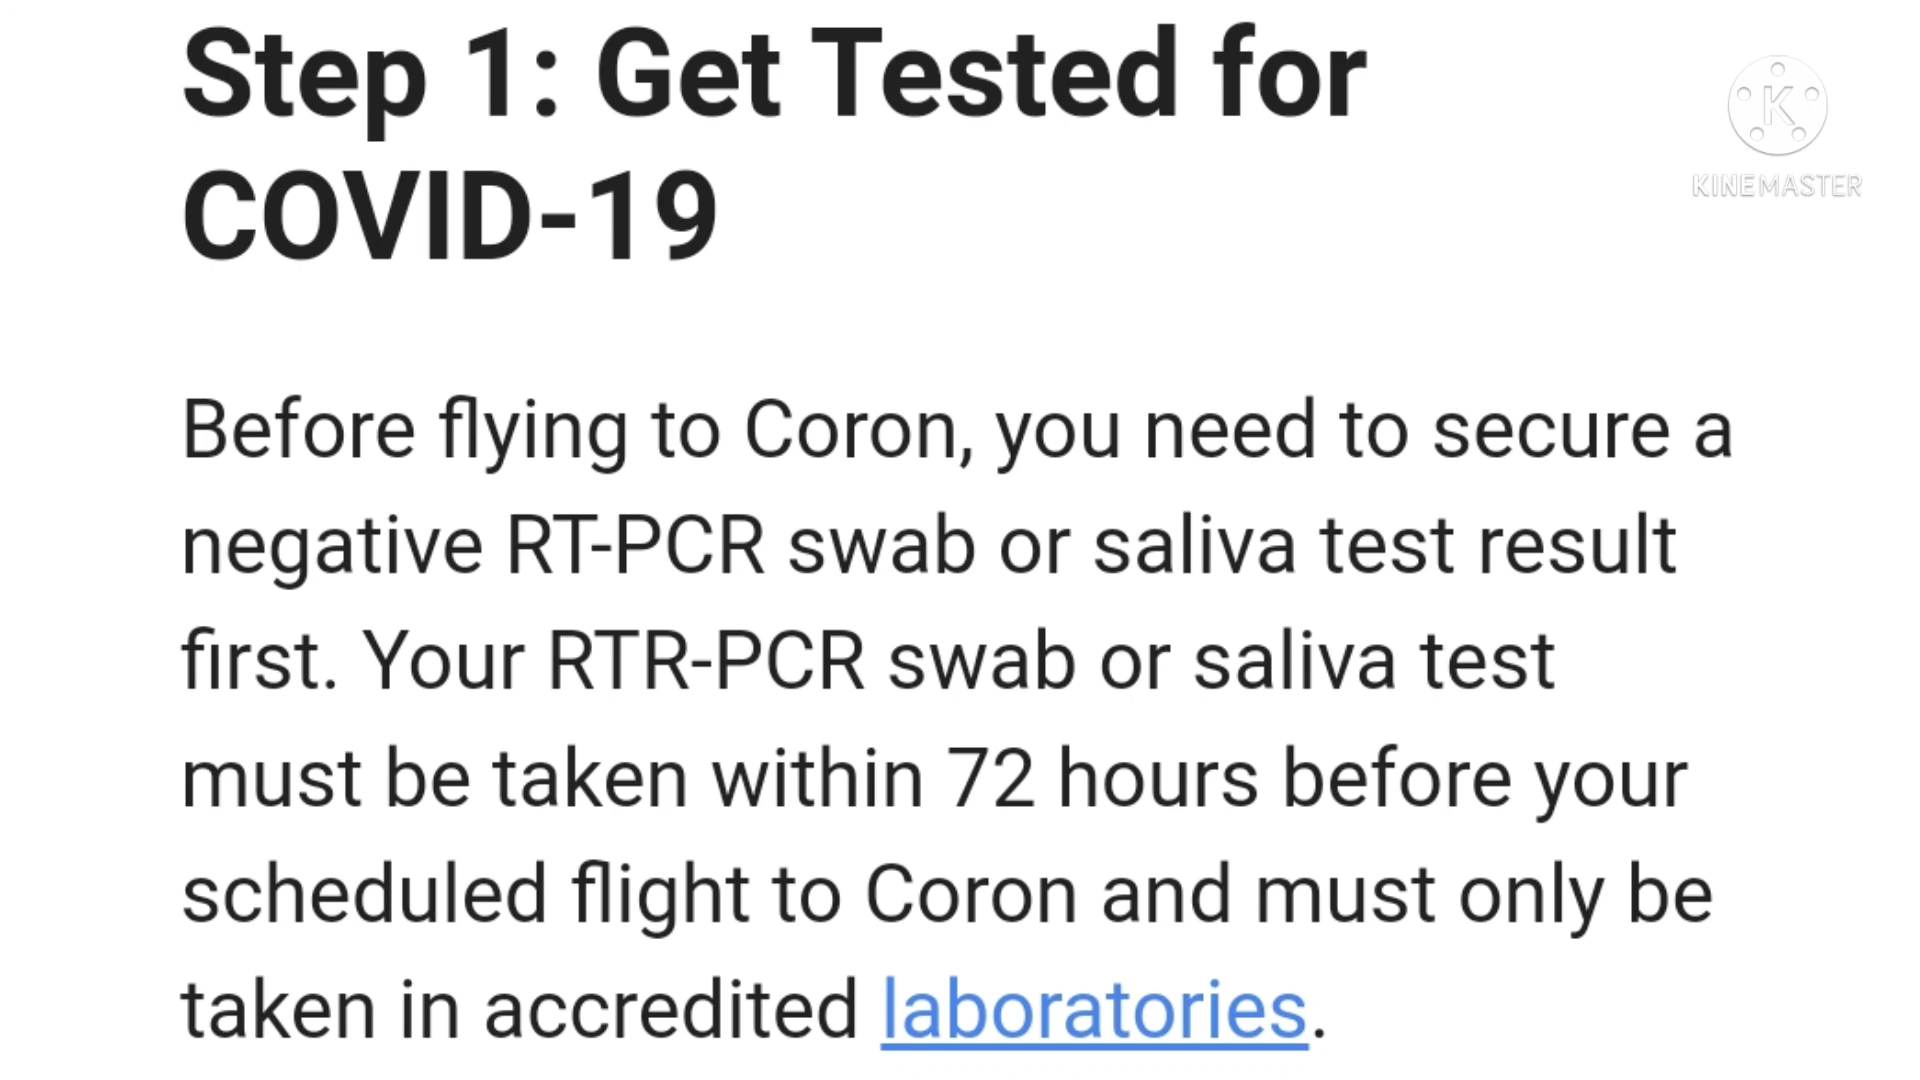 Step 1: Get Tested for
COVID-19
K
KINEMASTER
Before flying to Coron, you need to secure a
negative RT-PCR swab or saliva test result
first. Your RTR-PCR swab or saliva test
must be taken within 72 hours before your
scheduled flight to Coron and must only be
taken in accredited laboratories.